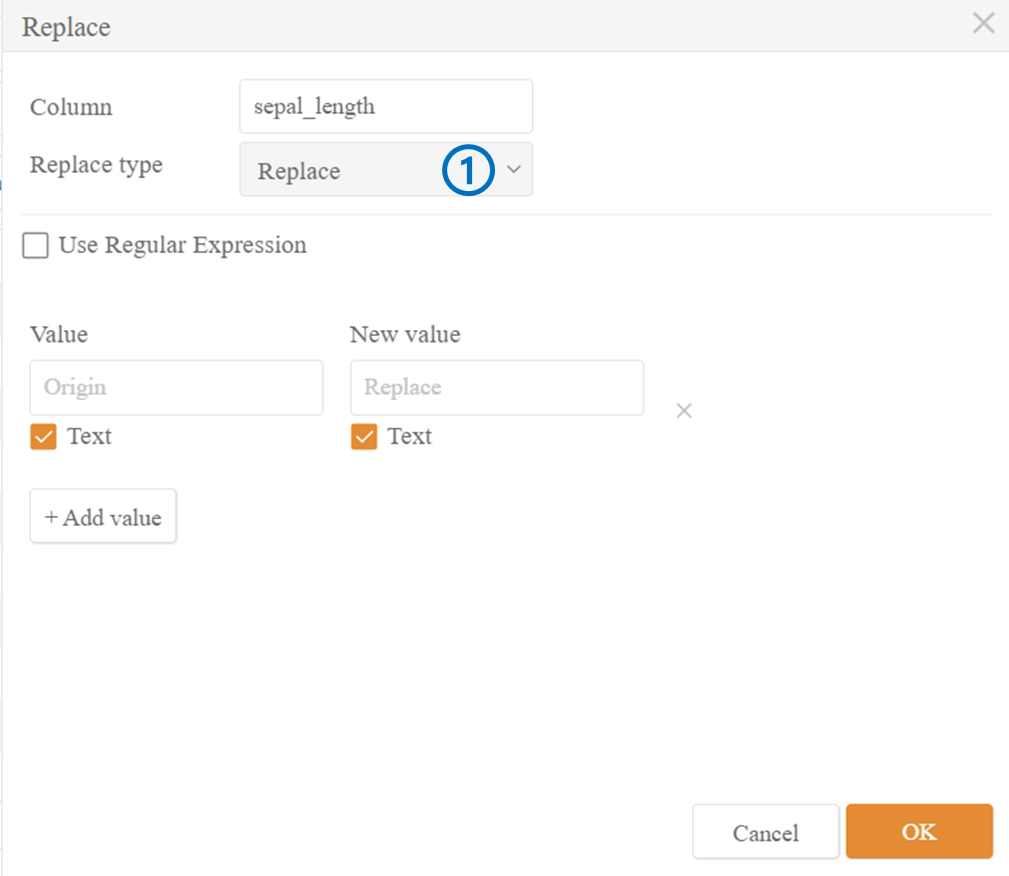 Replace
Column
sepal_length
Replace type
Replace
1
Use Regular Expression
Value
New value
Origin
Replace
Text
Text
+ Add value
Cancel
OK